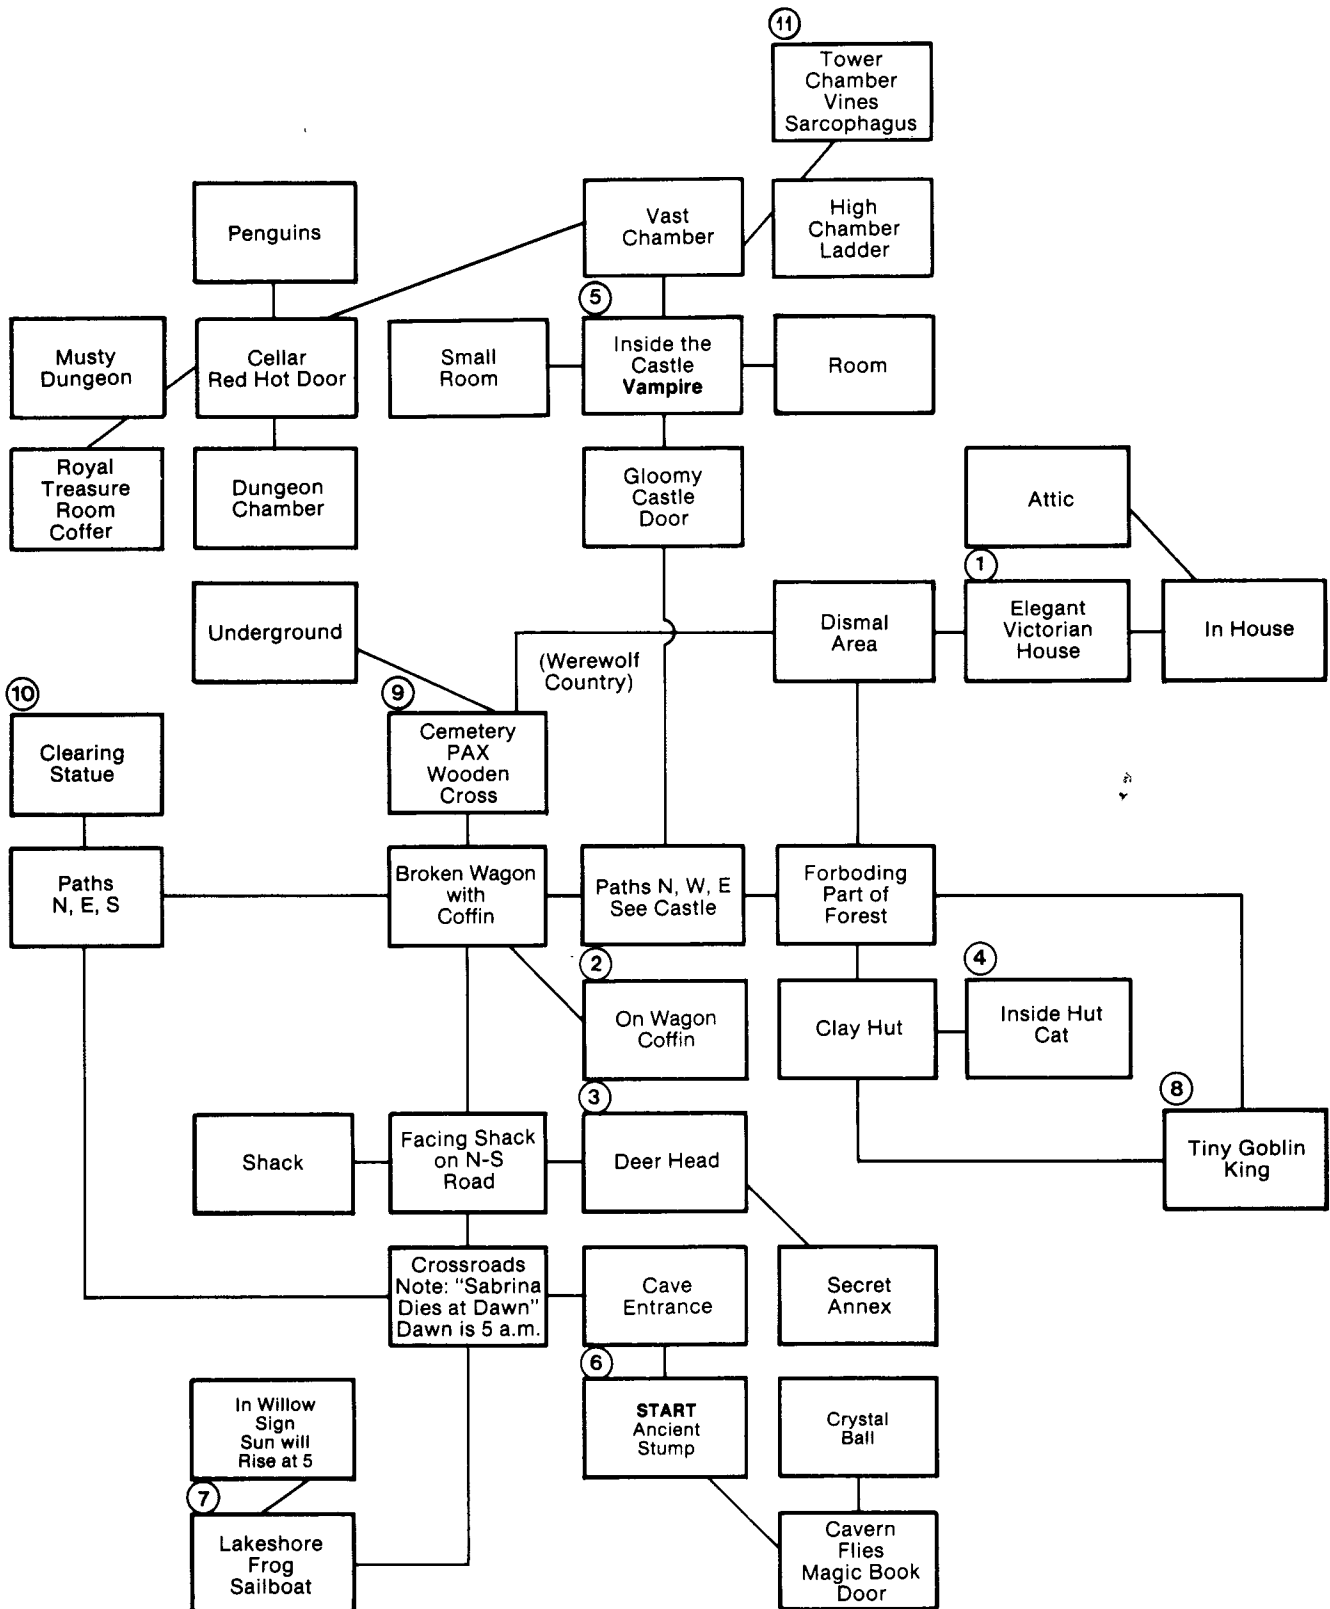 11
Tower
Chamber
Vines
Sarcophagus
Penguins
Vast
Chamber
High
Chamber
Ladder
5
Musty
Dungeon
Cellar
Red Hot Door
Small
Room
Inside the
Castle
Vampire
Room
Royal
Treasure
Room
Coffer
Dungeon
Chamber
Gloomy
Castle
Door
Attic
1
Underground
Dismal
Area
Elegant
Victorian
House
In House
(Werewolf
Country)
10
9
Clearing
Statue
Cemetery
PAX
Wooden
Cross
Paths
N, E, S
Broken Wagon
with
Coffin
Paths N, W, E
See Castle
Forboding
Part of
Forest
2
4
On Wagon
Coffin
Clay Hut
Inside Hut
Cat
3
8
Shack
Facing Shack
on N-S
Road
Deer Head
Tiny Goblin
King
Crossroads
Note: "Sabrina
Dies at Dawn"
Dawn is 5 a.m.
Cave
Entrance
Secret
Annex
6
In Willow
Sign
Sun will
Rise at 5
START
Ancient
Stump
Crystal
Ball
7
Lakeshore
Frog
Sailboat
Cavern
Flies
Magic Book
Door